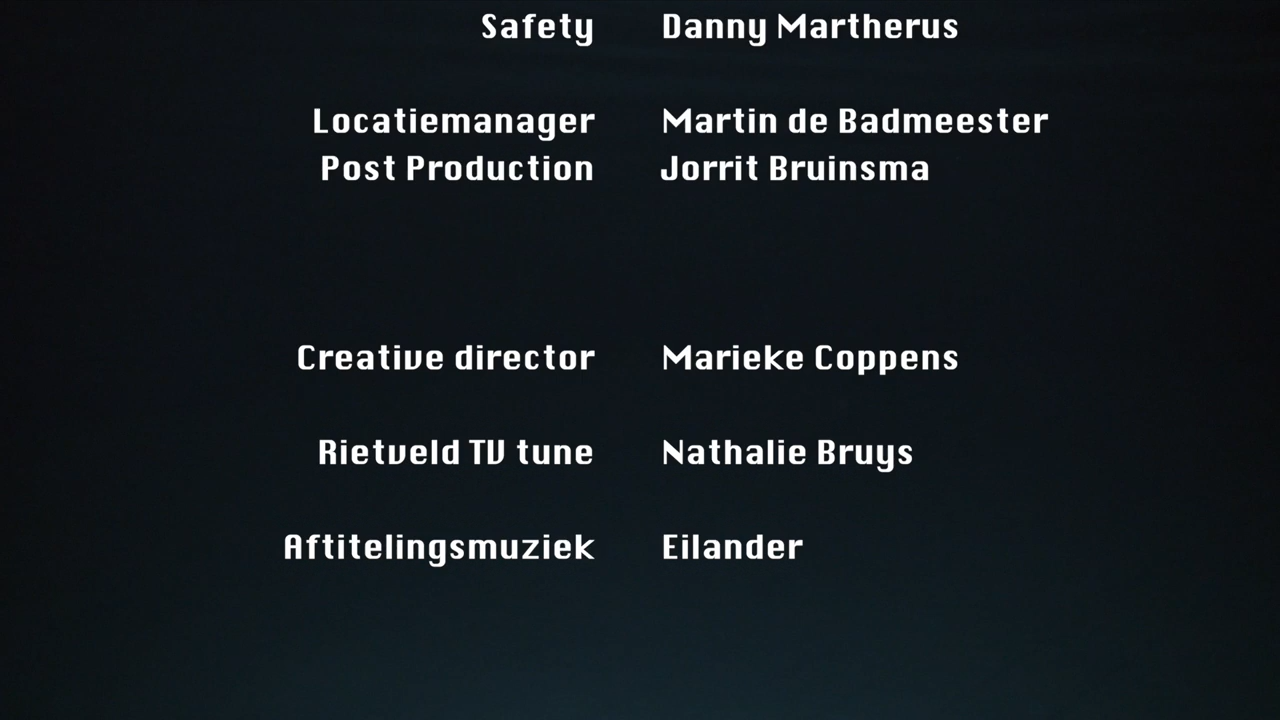 Safety Danny Martherus
Locatiemanager Martin de Badmeester
Post Production Jorrit Bruinsma
Creative director Marieke Coppens
Rietveld TV tune Nathalie Bruys
Aftitelingsmuziek Eilander